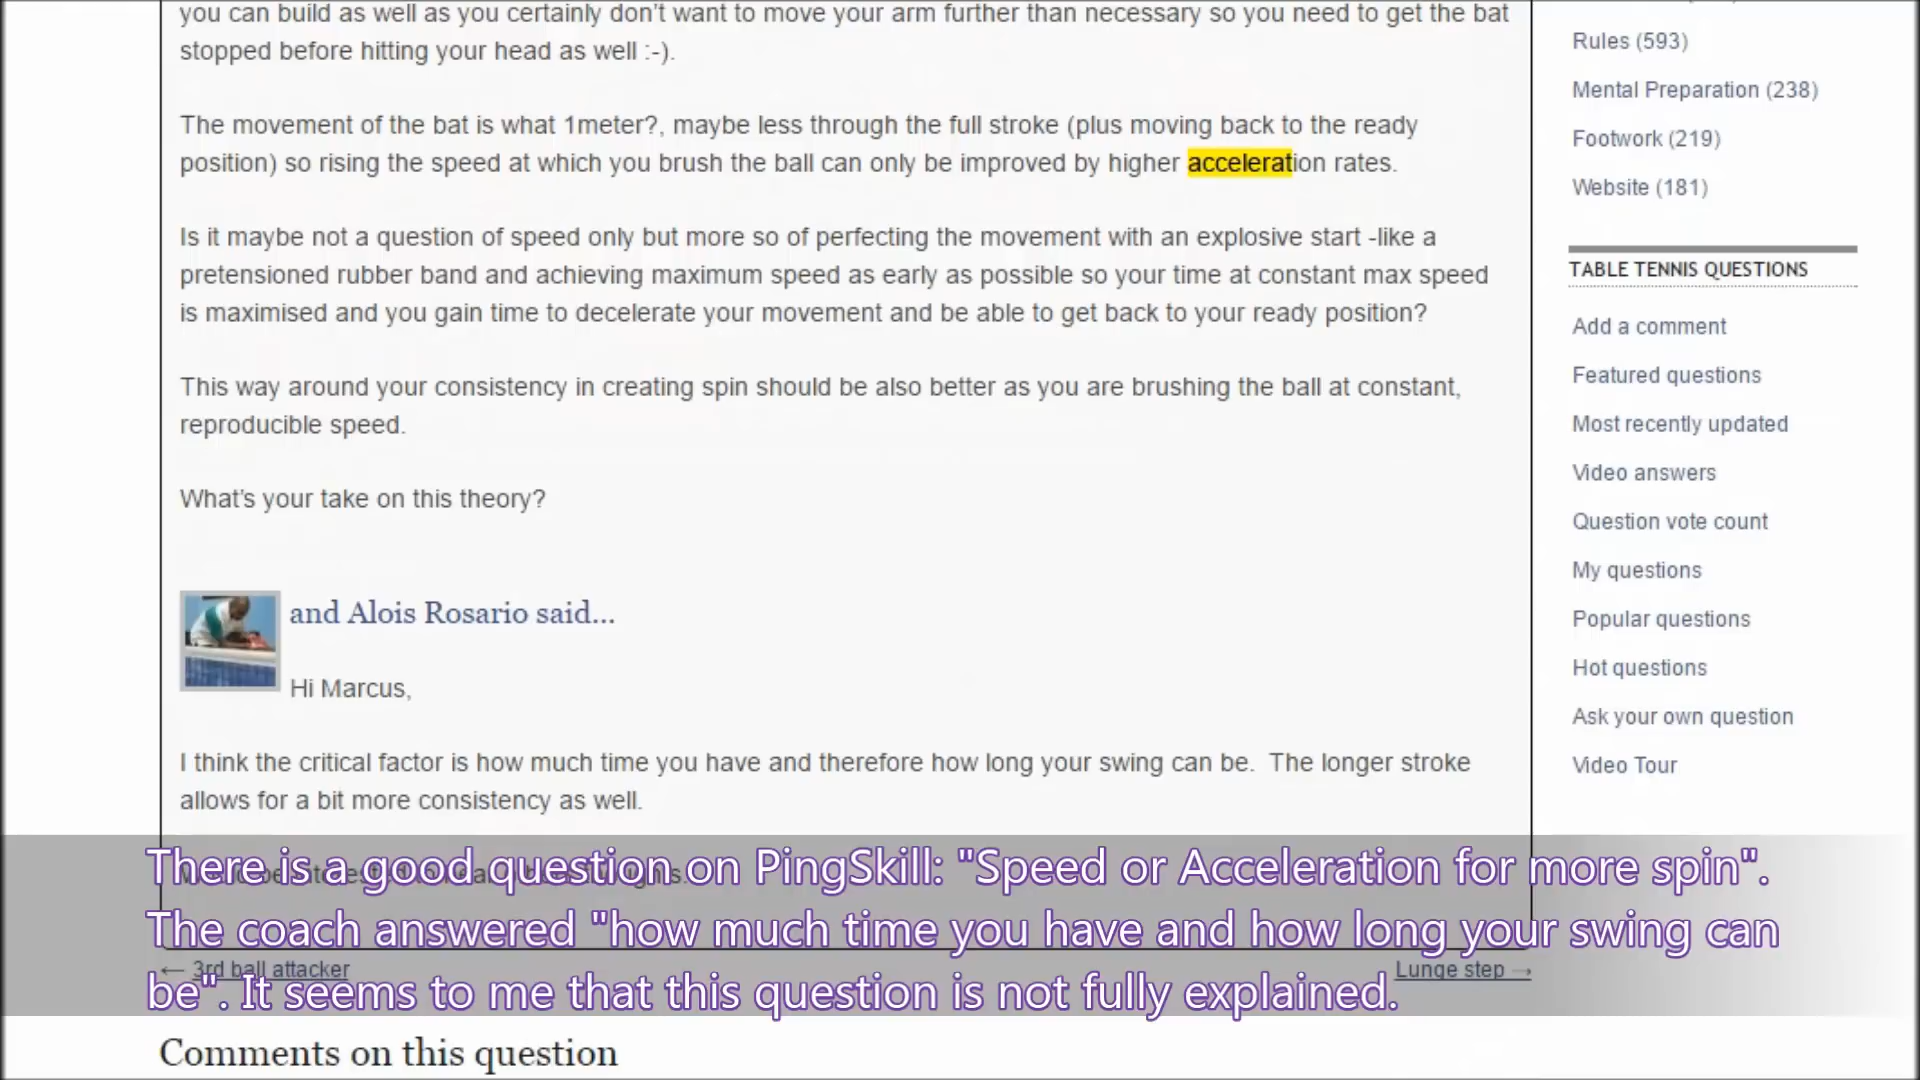 you can build as well as you certainly don't want to move your arm further than necessary so you need to get the bat
stopped before hitting your head as well :-).
The movement of the bat is what 1meter?, maybe less through the full stroke (plus moving back to the ready
position) so rising the speed at which you brush the ball can only be improved by higher acceleration rates.
Is it maybe not a question of speed only but more so of perfecting the movement with an explosive start -like a
pretensioned rubber band and achieving maximum speed as early as possible so your time at constant max speed
is maximised and you gain time to decelerate your movement and be able to get back to your ready position?
This way around your consistency in creating spin should be also better as you are brushing the ball at constant,
reproducible speed.
What's your take on this theory?
and Alois Rosario said...
Hi Marcus,
I think the critical factor is how much time you have and therefore how long your swing can be. The longer stroke
allows for a bit more consistency as well.
There is a good question on PingSkill: "Speed or Acceleration for more spin".
The coach answered "how much time you have and how long your swing can
be". It seems to me that this question is not fully explained.
← 3rd ball attacker
Lunge step →
Comments on this question
Rules (593)
Mental Preparation (238)
Footwork (219)
Website (181)
TABLE TENNIS QUESTIONS
Add a comment
Featured questions
Most recently updated
Video answers
Question vote count
My questions
Popular questions
Hot questions
Ask your own question
Video Tour